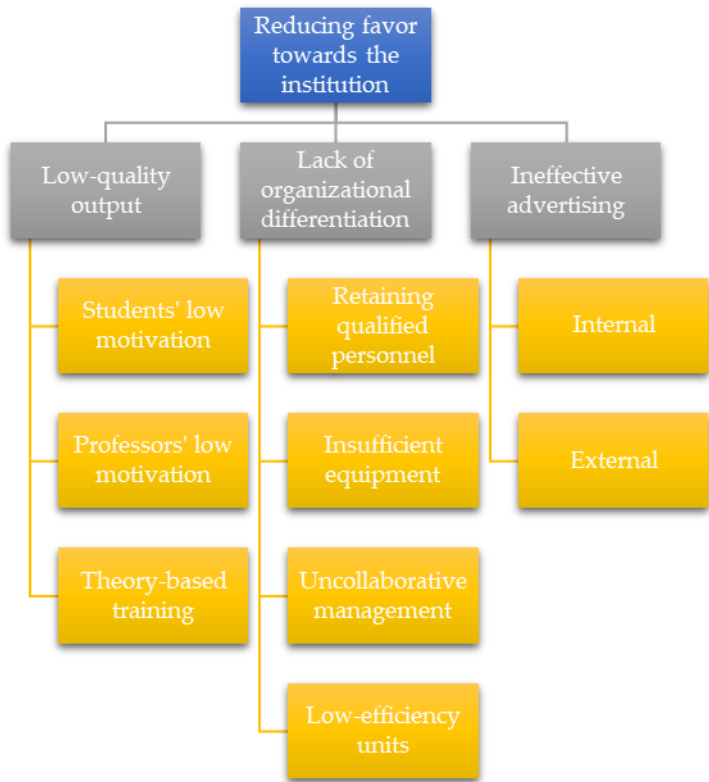 Reducing favor
towards the
institution
Low-quality
output
Lack of
organizational
differentiation
Ineffective
advertising
Students' low
motivation
Professors' low
motivation
Theory-based
training
Retaining
qualified
personnel
Insufficient
equipment
Uncollaborative
management
Low-efficiency
units
Internal
External